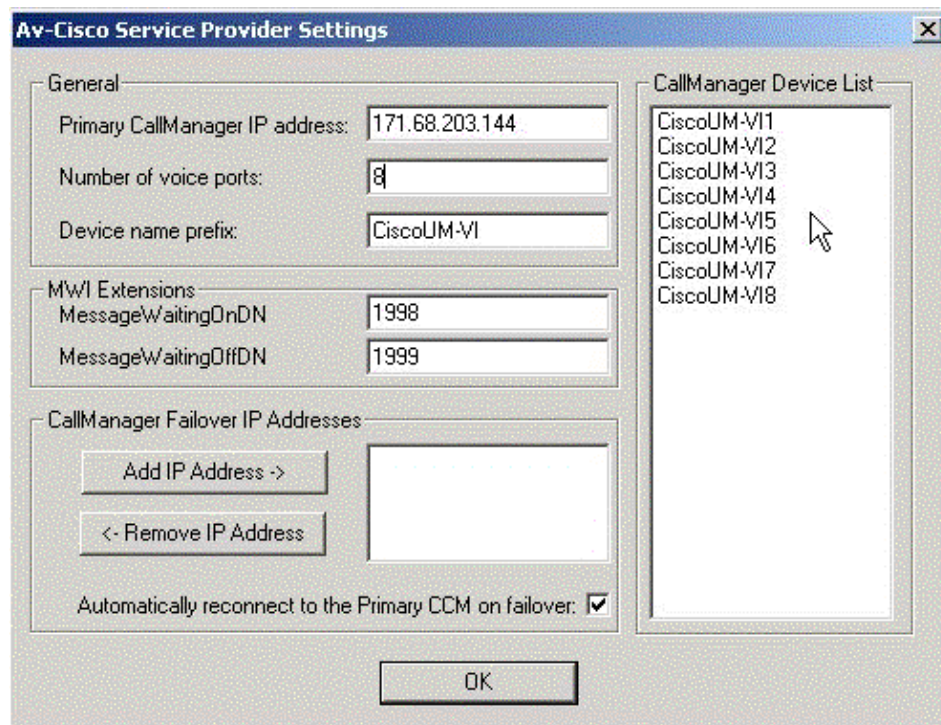 Av-Cisco Service Provider Settings
General
Primary CallManager IP address: 171.68.203.144
Number of voice ports: 8
Device name prefix: CiscoUM-VI
MWI Extensions
MessageWaitingOnDN 1998
MessageWaitingOffDN 1999
CallManager Failover IP Addresses
Add IP Address ->
<- Remove IP Address
Automatically reconnect to the Primary CCM on failover:
CallManager Device List
CiscoUM-VI1
CiscoUM-VI2
CiscoUM-VI3
CiscoUM-VI4
CiscoUM-VI5
CiscoUM-VI6
CiscoUM-VI7
CiscoUM-VI8
OK